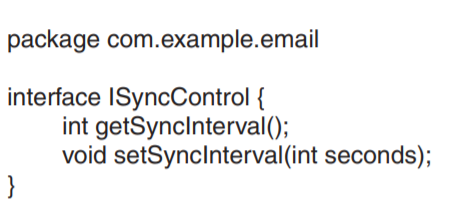 package com.example.email
interface ISyncControl {
int getSyncInterval();
void setSyncInterval(int seconds);
}